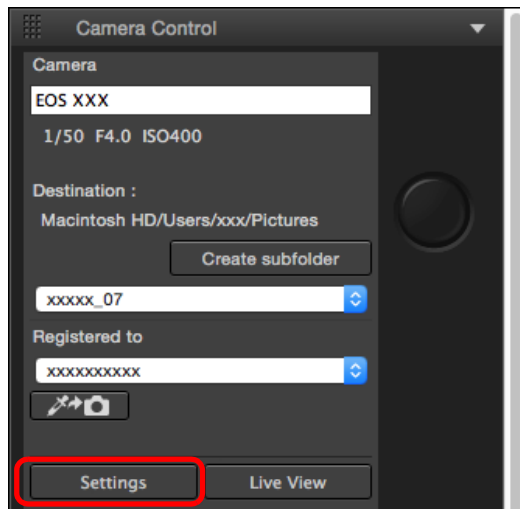 Camera Control
Camera
EOS XXX
1/50 F4.0 ISO400
Destination :
Macintosh HD/Users/xxx/Pictures
Create subfolder
xxxxx_07
Registered to
xxxxxxxxxx
Settings Live View